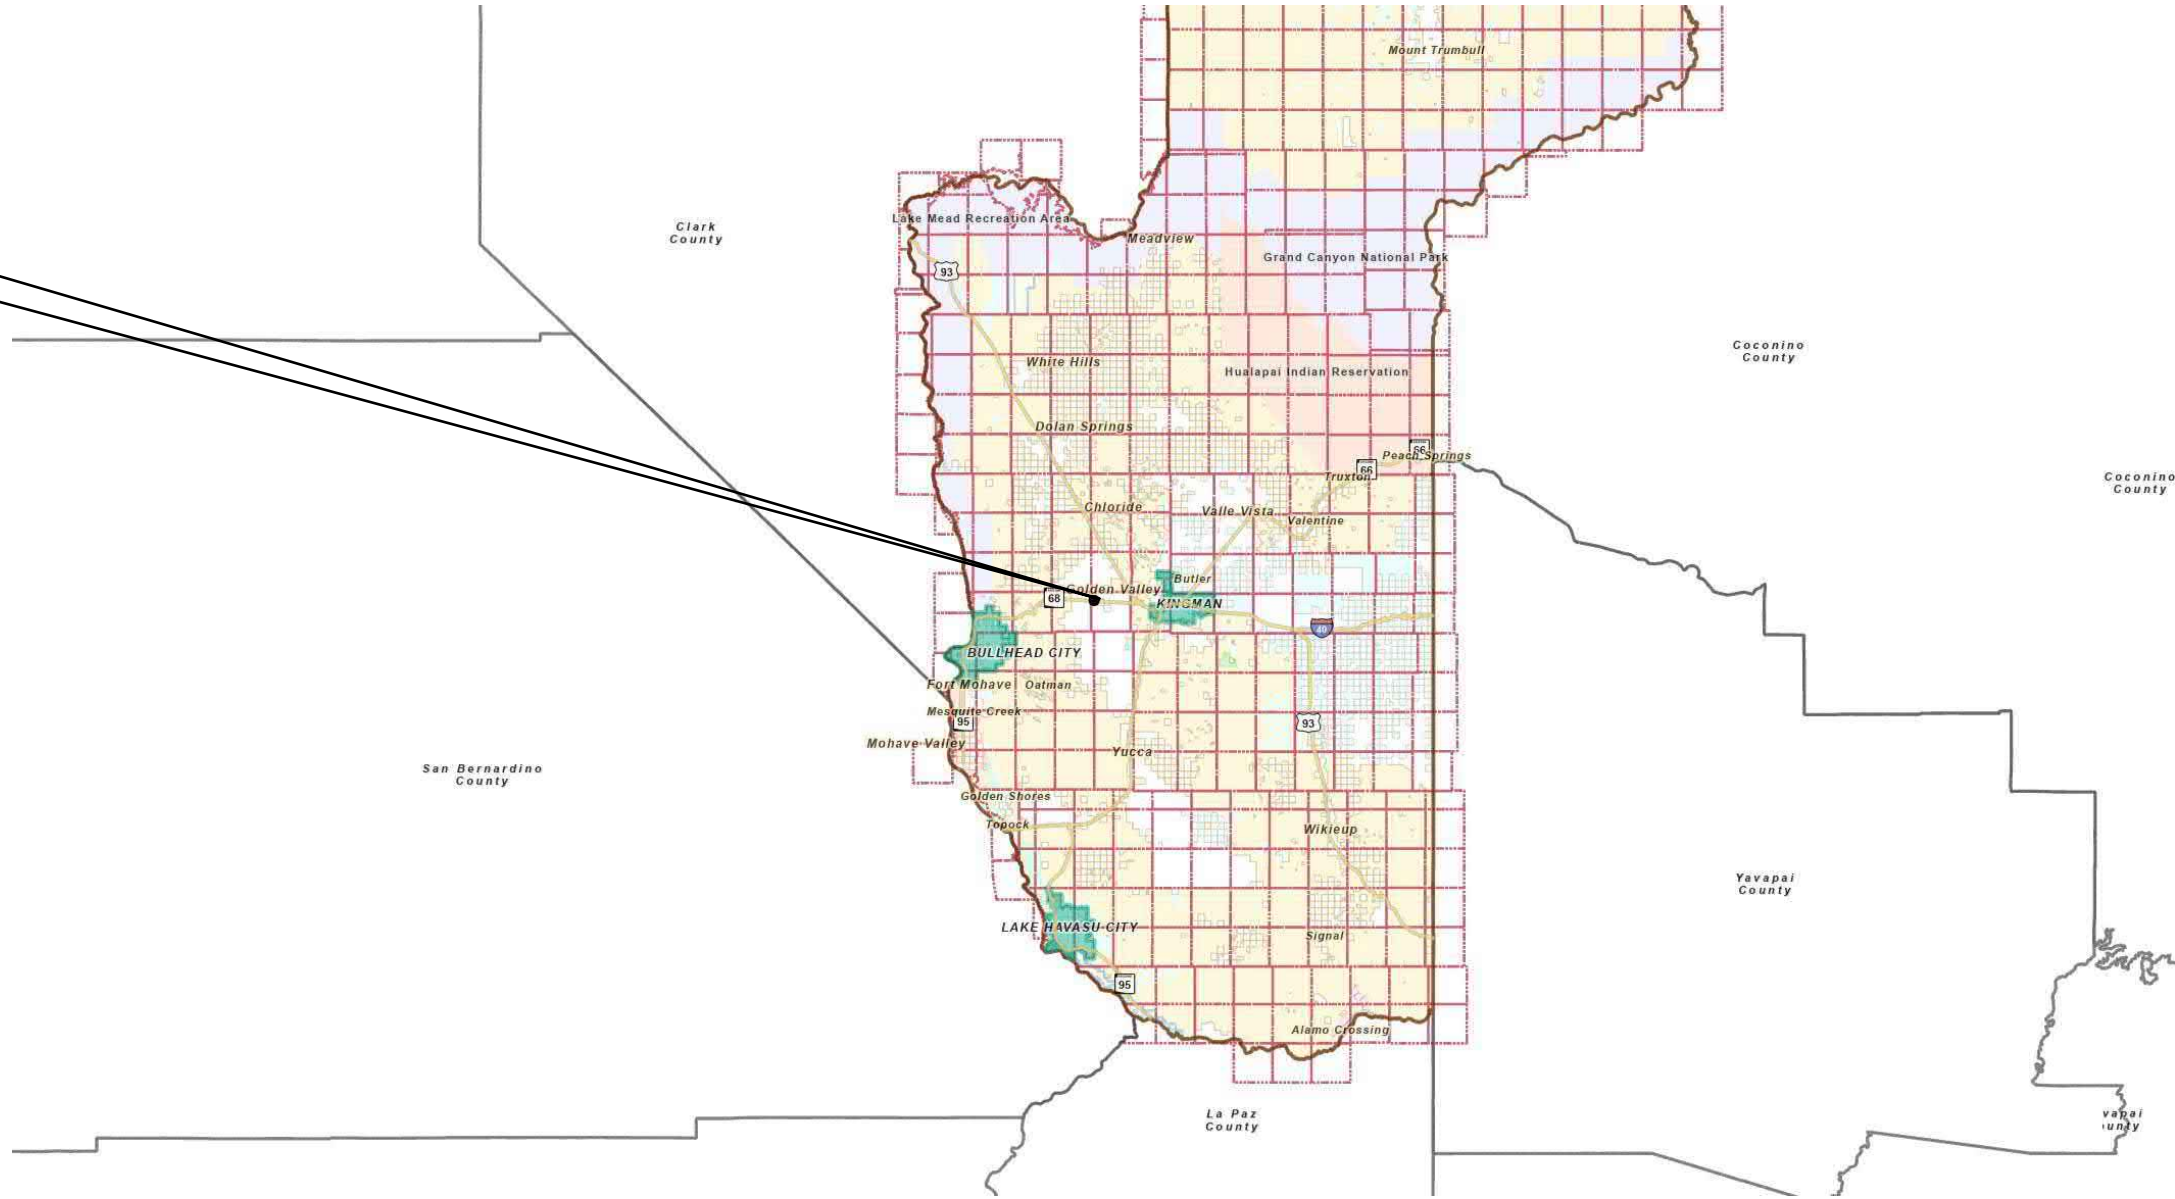 Mount Trumbull
Lake Mead Recreation Area
Clark
County
Meadview
Grand Canyon National Park
93
Coconino
County
White Hills
Hualapai Indian Reservation
Dolan Springs
66
Peach Springs
66
Truxton
Coconino
County
Chloride
Valle Vista
Valentine
Butler
Golden Valley
68
KINGMAN
40
BULLHEAD CITY
Fort Mohave
Oatman
Mesquite Creek
95
93
Mohave Valley
Yucca
San Bernardino
County
Golden Shores
Topock
Wikieup
Yavapai
County
LAKE HAVASU CITY
Signal
95
Alamo Crossing
La Paz
County
vapai
unty